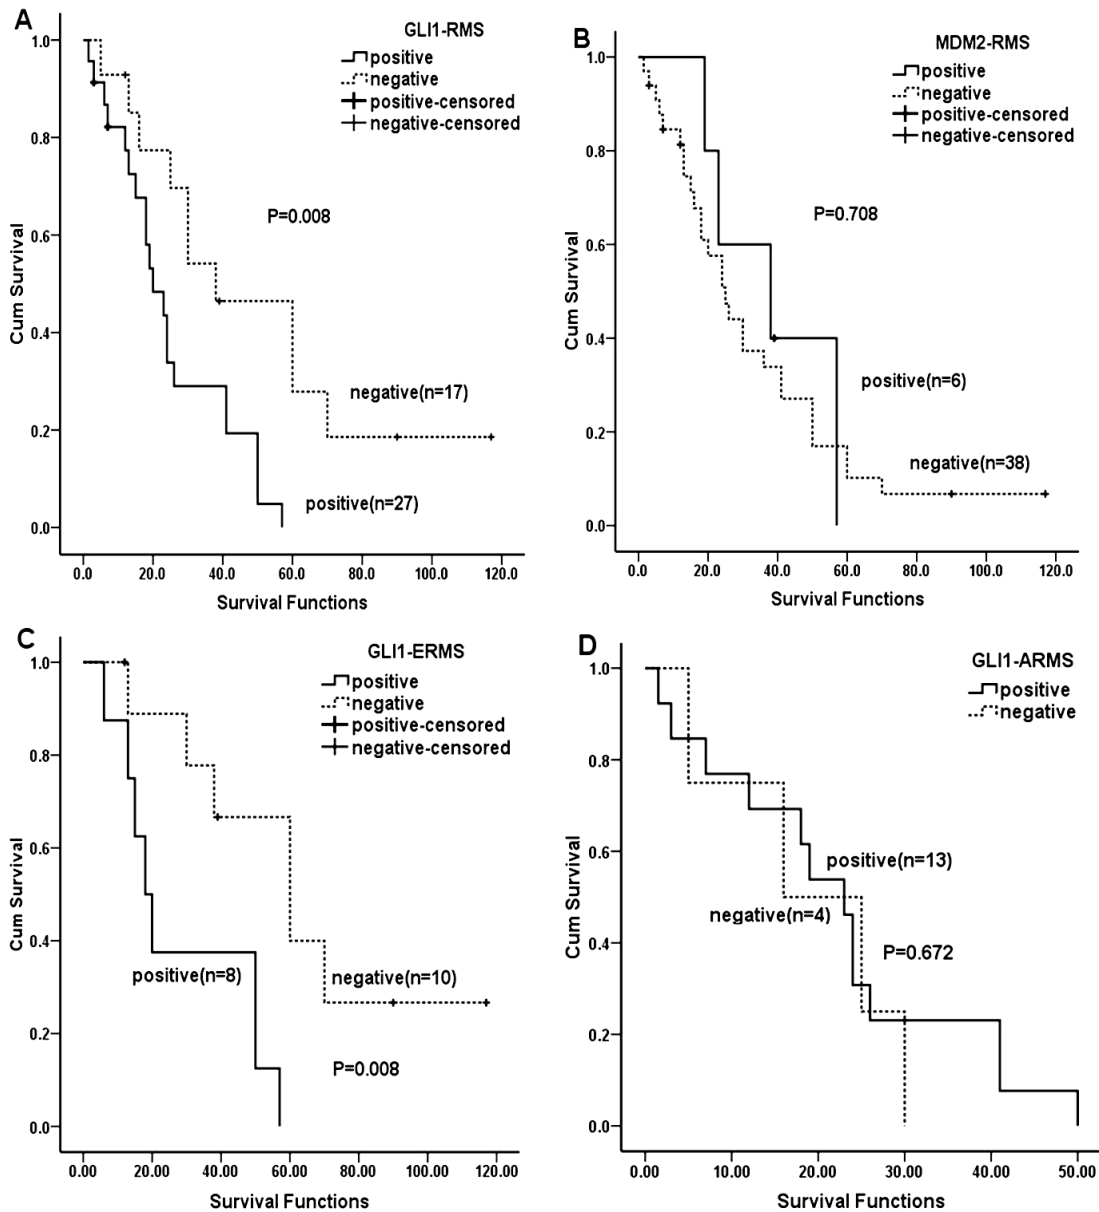 A
GLI1-RMS
positive
negative
positive-censored
negative-censored
P=0.008
negative(n=17)
positive(n=27)
Cum Survival
1.0
0.8
0.6
0.4
0.2
0.0
0.0 20.0 40.0 60.0 80.0 100.0 120.0
Survival Functions
B
MDM2-RMS
positive
negative
positive-censored
negative-censored
P=0.708
positive(n=6)
negative(n=38)
Cum Survival
1.0
0.8
0.6
0.4
0.2
0.0
0.0 20.0 40.0 60.0 80.0 100.0 120.0
Survival Functions
C
GLI1-ERMS
positive
negative
positive-censored
negative-censored
positive(n=8)
negative(n=10)
P=0.008
Cum Survival
1.0
0.8
0.6
0.4
0.2
0.0
0.00 20.00 40.00 60.00 80.00 100.00 120.00
Survival Functions
D
GLI1-ARMS
positive
negative
positive(n=13)
negative(n=4)
P=0.672
Cum Survival
1.0
0.8
0.6
0.4
0.2
0.0
0.00 10.00 20.00 30.00 40.00 50.00
Survival Functions